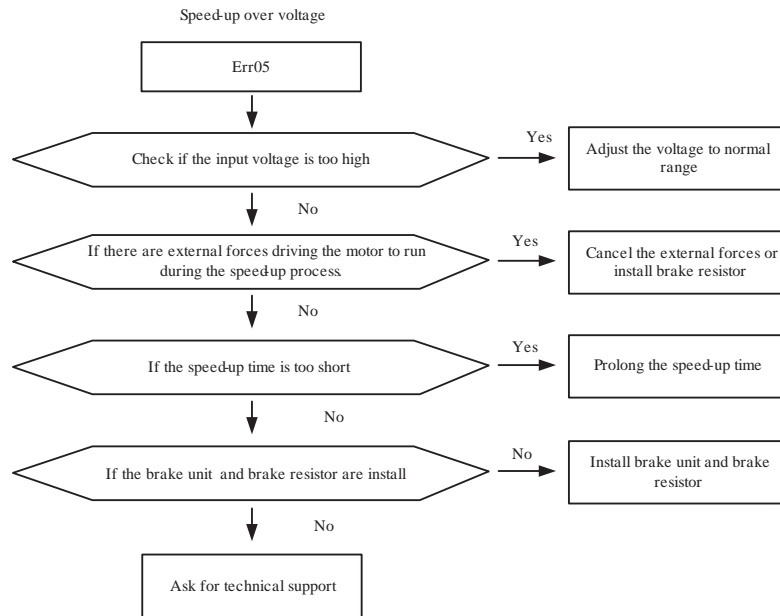 Speed-up over voltage
Err05
Check if the input voltage is too high
Yes
Adjust the voltage to normal
range
No
If there are external forces driving the motor to run
during the speed-up process.
Yes
Cancel the external forces or
install brake resistor
No
If the speed-up time is too short
Yes
Prolong the speed-up time
No
If the brake unit and brake resistor are install
No
Install brake unit and brake
resistor
No
Ask for technical support